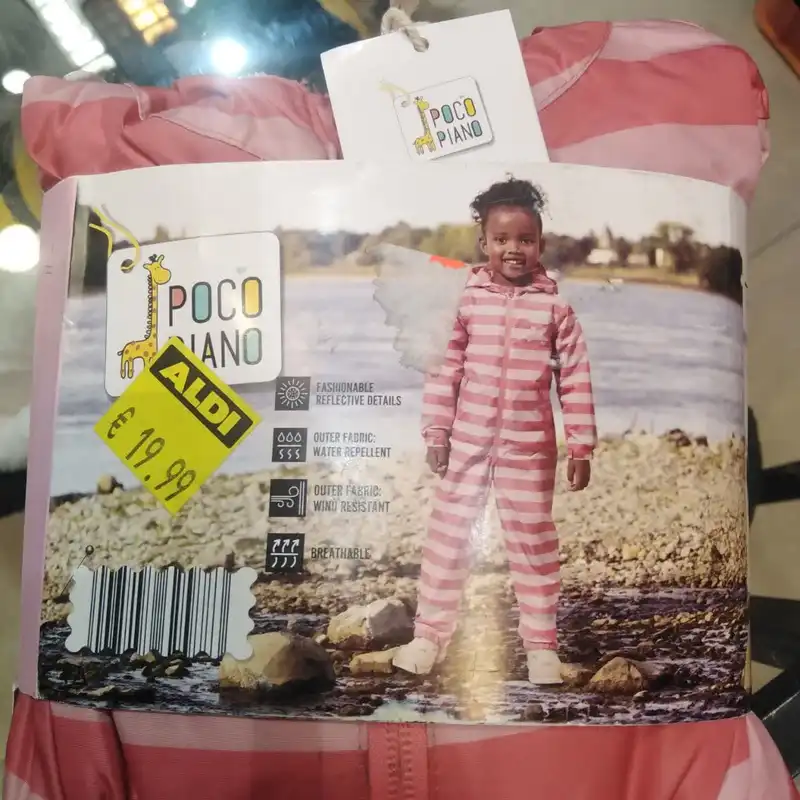 POCO
PIANO
POCO
PIANO
ALDI
€ 19.99
FASHIONABLE
REFLECTIVE DETAILS
OUTER FABRIC:
WATER REPELLENT
OUTER FABRIC:
WIND RESISTANT
BREATHABLE